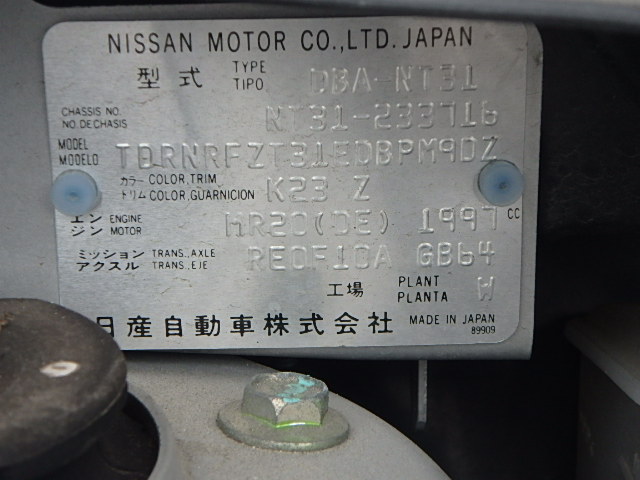 NISSAN MOTOR CO., LTD. JAPAN
型式 TYPE TIPO DBA-NT31
CHASSIS NO. NO. DE CHASIS NT31-233716
MODEL MODELO TDRNRFZT31EDBPM9DZ
カラー COLOR, TRIM
トリム COLOR, GUARNICION K23 Z
エンジン ENGINE MOTOR MR20(DE) 1997 CC
ミッション TRANS., AXLE
アクスル TRANS., EJE RE0F10A GB64
工場 PLANT PLANTA W
日産自動車株式会社 MADE IN JAPAN
89909